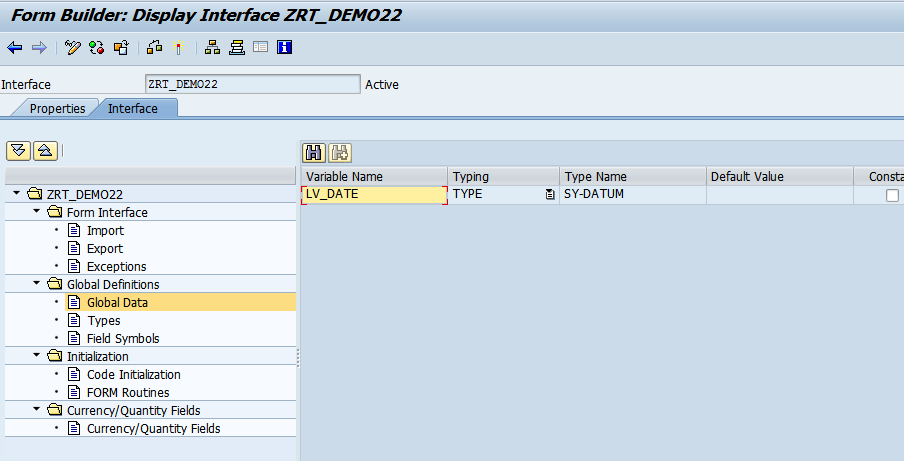 Form Builder: Display Interface ZRT_DEMO22
Interface ZRT_DEMO22 Active
Properties Interface
Variable Name Typing Type Name Default Value Consta
LV_DATE TYPE SY-DATUM
ZRT_DEMO22
Form Interface
Import
Export
Exceptions
Global Definitions
Global Data
Types
Field Symbols
Initialization
Code Initialization
FORM Routines
Currency/Quantity Fields
Currency/Quantity Fields